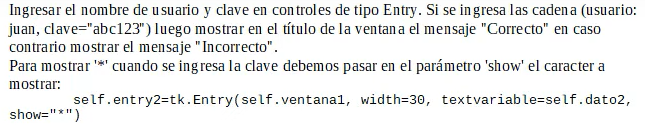 Ingresar el nombre de usuario y clave en controles de tipo Entry. Si se ingresa las cadena (usuario:
juan, clave="abc123") luego mostrar en el título de la ventana el mensaje "Correcto" en caso
contrario mostrar el mensaje "Incorrecto".
Para mostrar '*' cuando se ingresa la clave debemos pasar en el parámetro 'show' el caracter a
mostrar:
self.entry2=tk.Entry(self.ventana1, width=30, textvariable=self.dato2,
show="*")